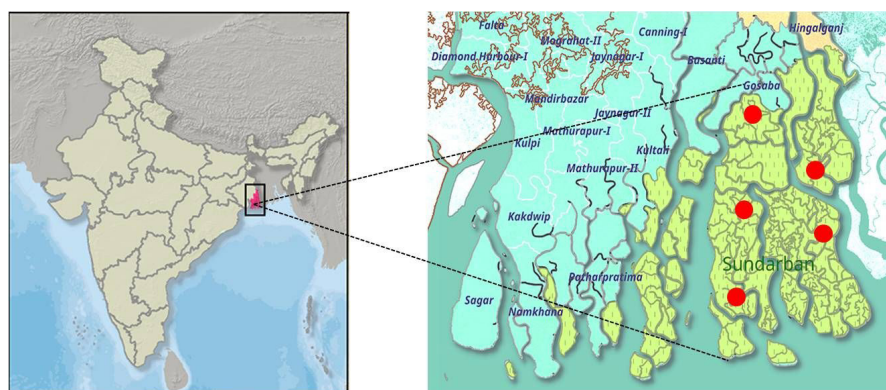 Falta
Canning-I
Hingalganj
Magrahat-II
Diamond Harbour-I
Jaynagar-I
Basanti
Gosaba
Mandirbazar
Jaynagar-II
Mathurapur-I
Kulpi
Kultali
Mathurapur-II
Kakdwip
Sundarban
Patharpratima
Sagar
Namkhana